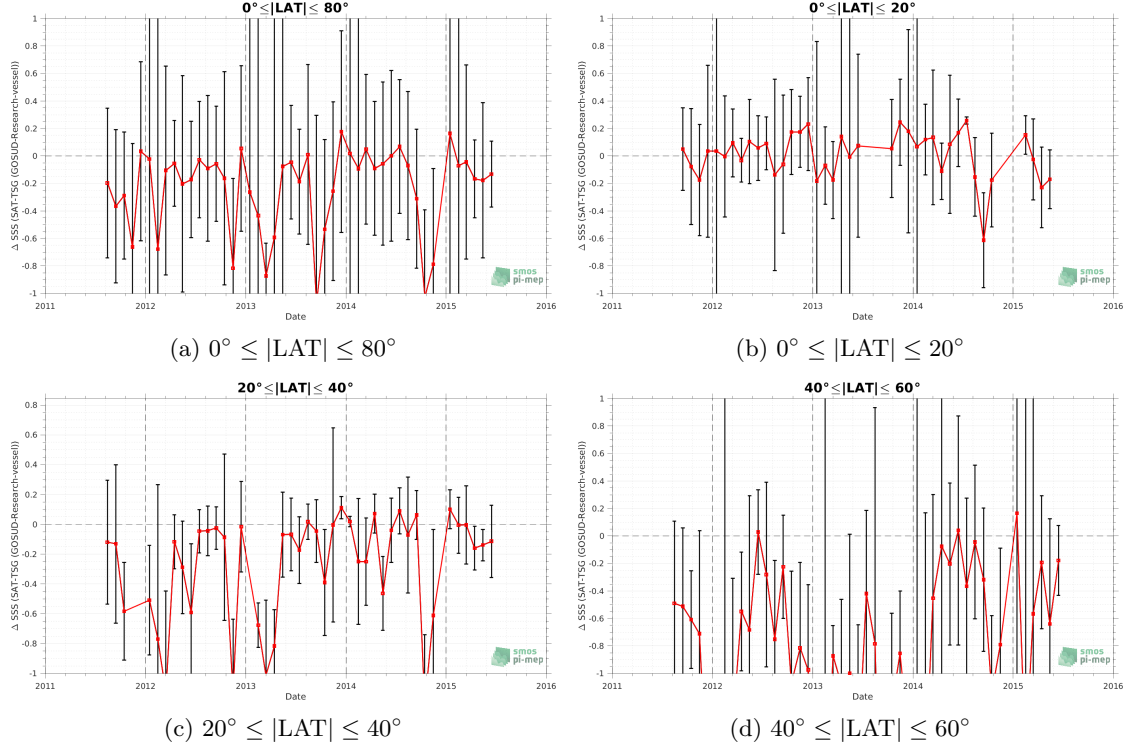 0°≤|LAT|≤ 80°
Δ SSS (SAT-TSG (GOSUD-Research-vessel))
1
0.8
0.6
0.4
0.2
0
-0.2
-0.4
-0.6
-0.8
-1
2011 2012 2013 2014 2015 2016
Date
smos
pi-mep
(a) 0° ≤ |LAT| ≤ 80°
0°≤|LAT|≤ 20°
Δ SSS (SAT-TSG (GOSUD-Research-vessel))
1
0.8
0.6
0.4
0.2
0
-0.2
-0.4
-0.6
-0.8
-1
2011 2012 2013 2014 2015 2016
Date
smos
pi-mep
(b) 0° ≤ |LAT| ≤ 20°
20°≤|LAT|≤ 40°
Δ SSS (SAT-TSG (GOSUD-Research-vessel))
0.8
0.6
0.4
0.2
0
-0.2
-0.4
-0.6
-0.8
-1
2011 2012 2013 2014 2015 2016
Date
smos
pi-mep
(c) 20° ≤ |LAT| ≤ 40°
40°≤|LAT|≤ 60°
Δ SSS (SAT-TSG (GOSUD-Research-vessel))
1
0.8
0.6
0.4
0.2
0
-0.2
-0.4
-0.6
-0.8
-1
2011 2012 2013 2014 2015 2016
Date
smos
pi-mep
(d) 40° ≤ |LAT| ≤ 60°